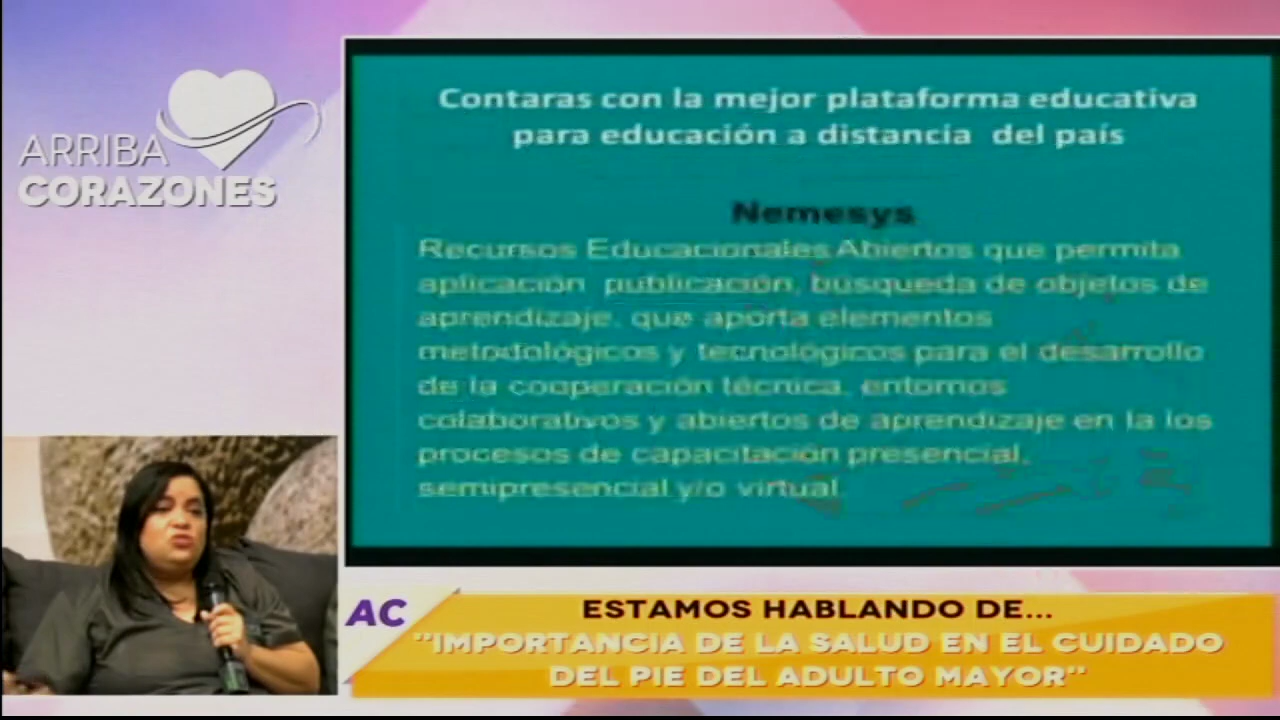 ARRIBA
CORAZONES
Contaras con la mejor plataforma educativa
para educación a distancia del país
Nemesys
Recursos Educacionales Abiertos que permita
aplicación publicación, búsqueda de objetos de
aprendizaje, que aporta elementos
metodológicos y tecnológicos para el desarrollo
de la cooperación técnica, entornos
colaborativos y abiertos de aprendizaje en la los
procesos de capacitación presencial,
semipresencial y/o virtual
AC
ESTAMOS HABLANDO DE...
"IMPORTANCIA DE LA SALUD EN EL CUIDADO
DEL PIE DEL ADULTO MAYOR"